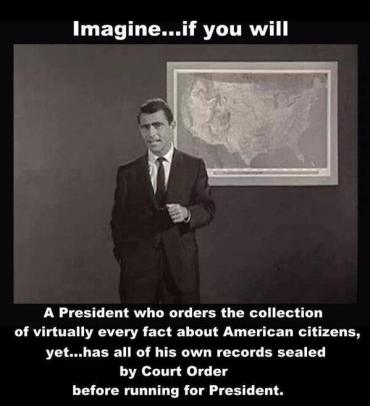 Imagine...if you will
A President who orders the collection
of virtually every fact about American citizens,
yet...has all of his own records sealed
by Court Order
before running for President.